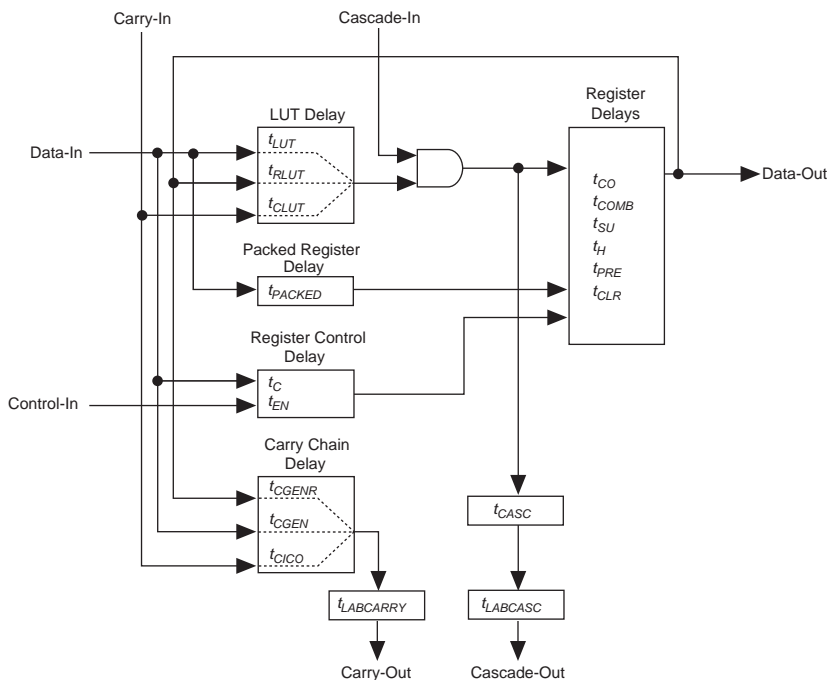 Carry-In
Cascade-In
LUT Delay
Register
Delays
Data-In
tLUT
tRLUT
tCLUT
Data-Out
tCO
tCOMB
tSU
tH
tPRE
tCLR
Packed Register
Delay
tPACKED
Register Control
Delay
tC
tEN
Control-In
Carry Chain
Delay
tCGENR
tCGEN
tCICO
tCASC
tLABCARRY
tLABCASC
Carry-Out
Cascade-Out